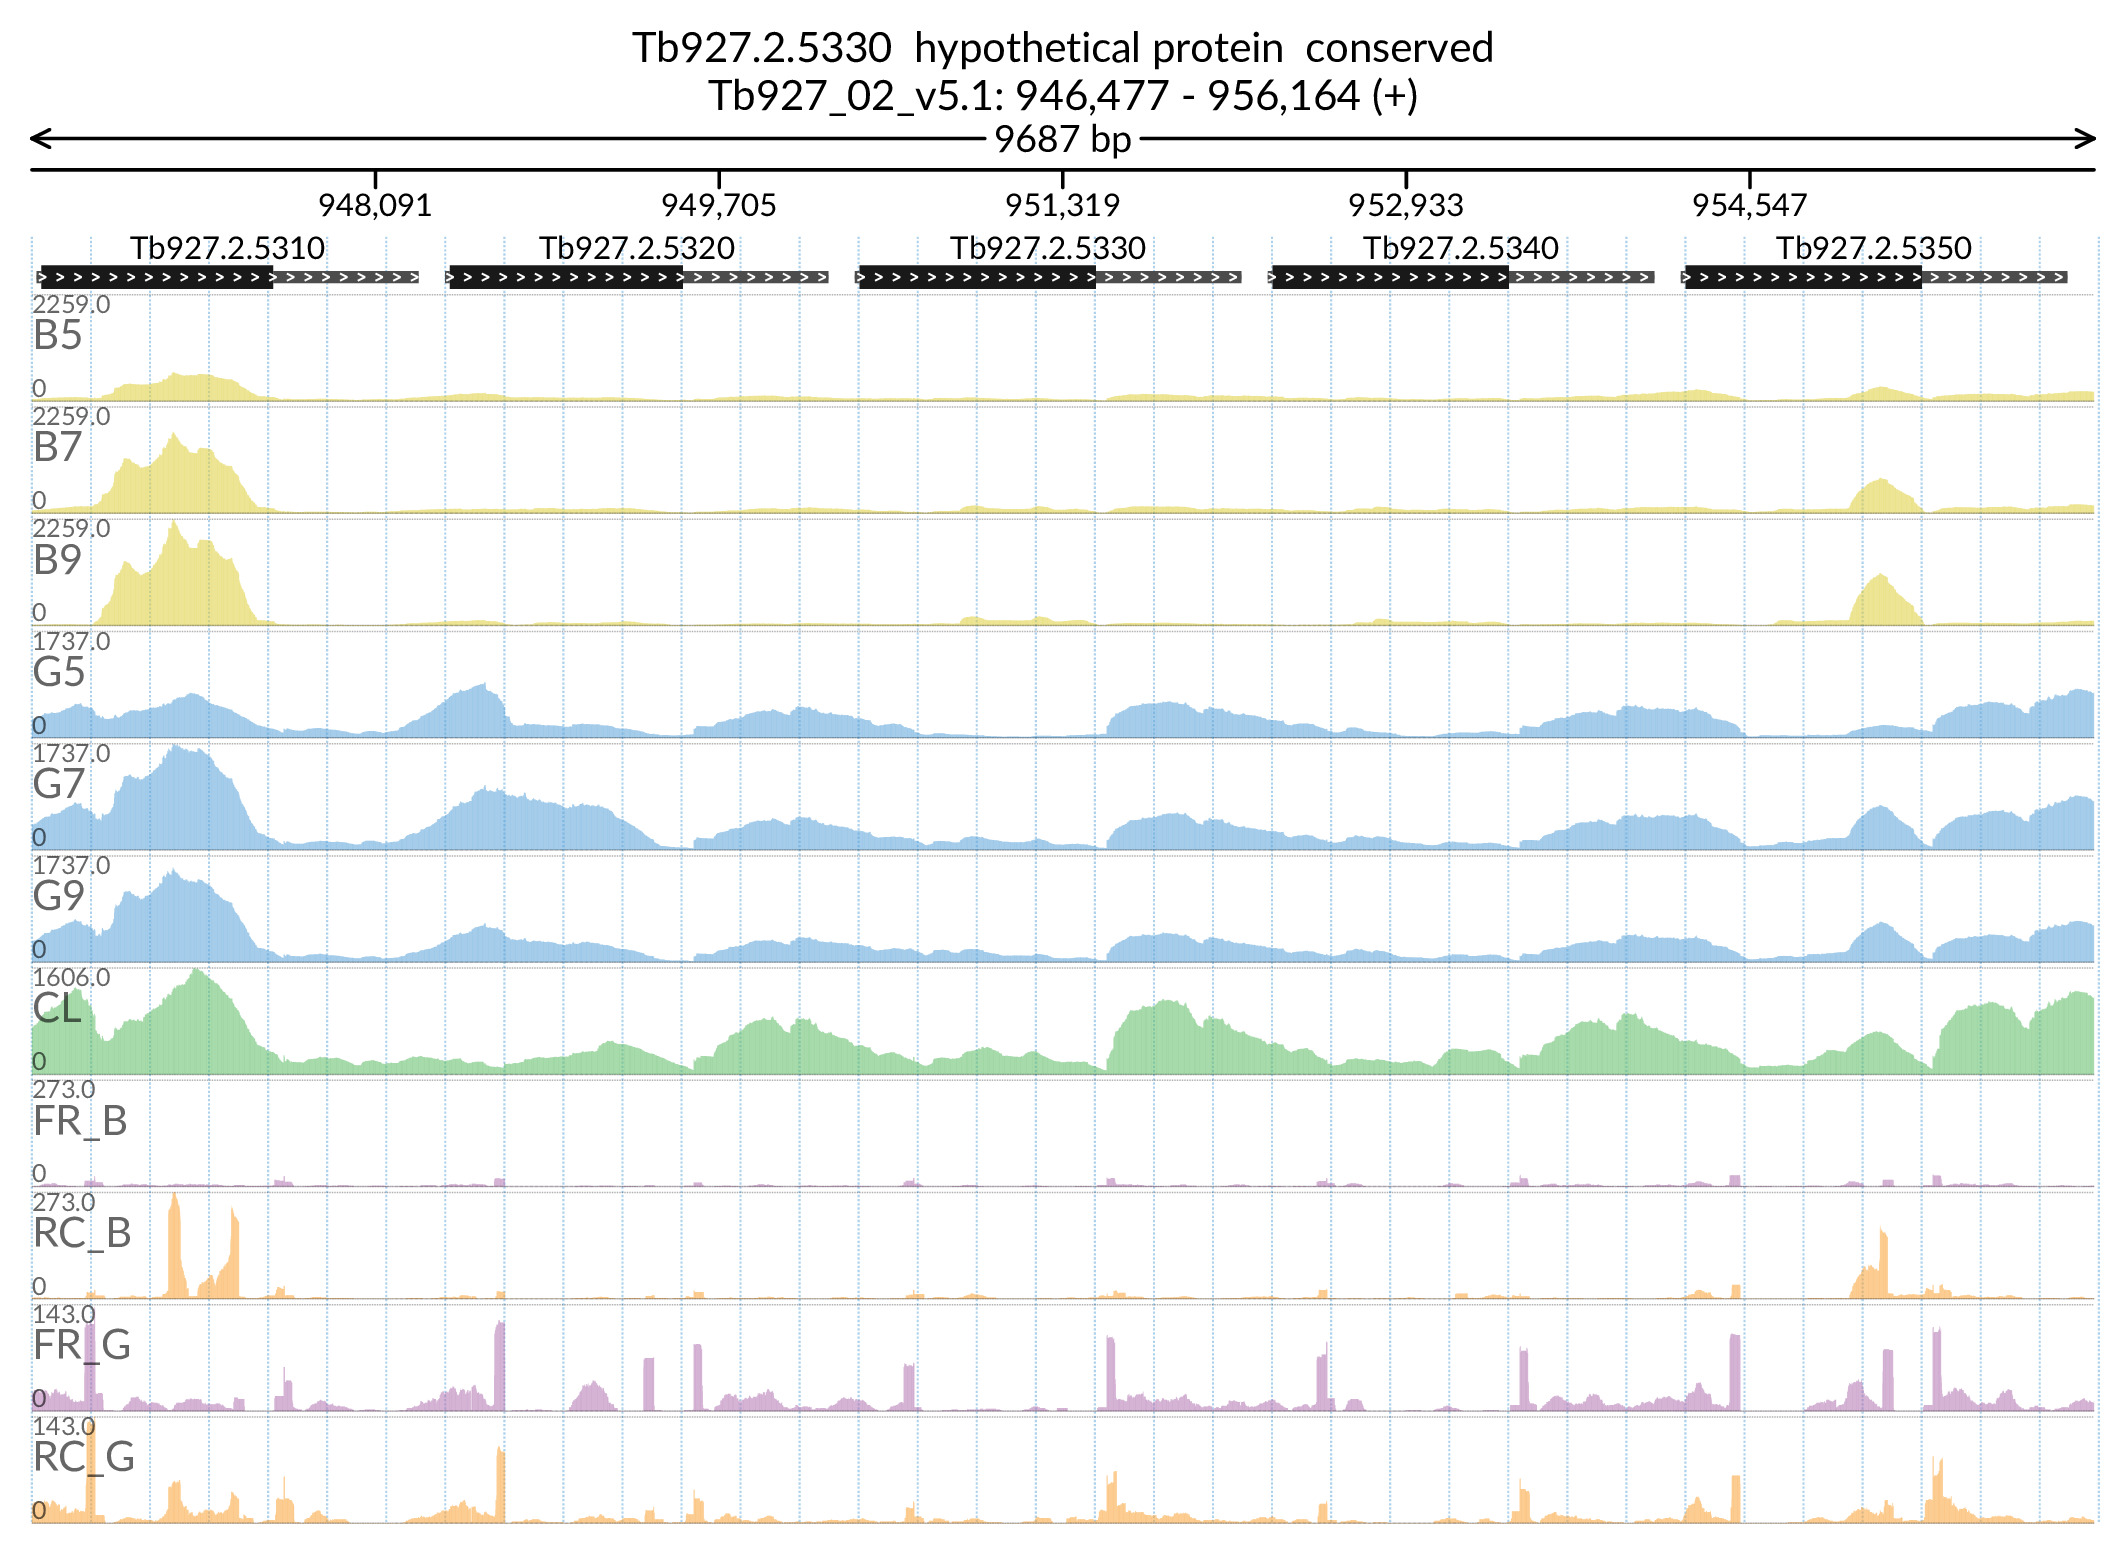 Tb927.2.5330 hypothetical protein conserved
Tb927_02_v5.1: 946,477 - 956,164 (+)
9687 bp
948,091 949,705 951,319 952,933 954,547
Tb927.2.5310 Tb927.2.5320 Tb927.2.5330 Tb927.2.5340 Tb927.2.5350
2259.0
B5
0
2259.0
B7
0
2259.0
B9
0
1737.0
G5
0
1737.0
G7
0
1737.0
G9
0
1606.0
CL
0
273.0
FR_B
0
273.0
RC_B
0
143.0
FR_G
0
143.0
RC_G
0